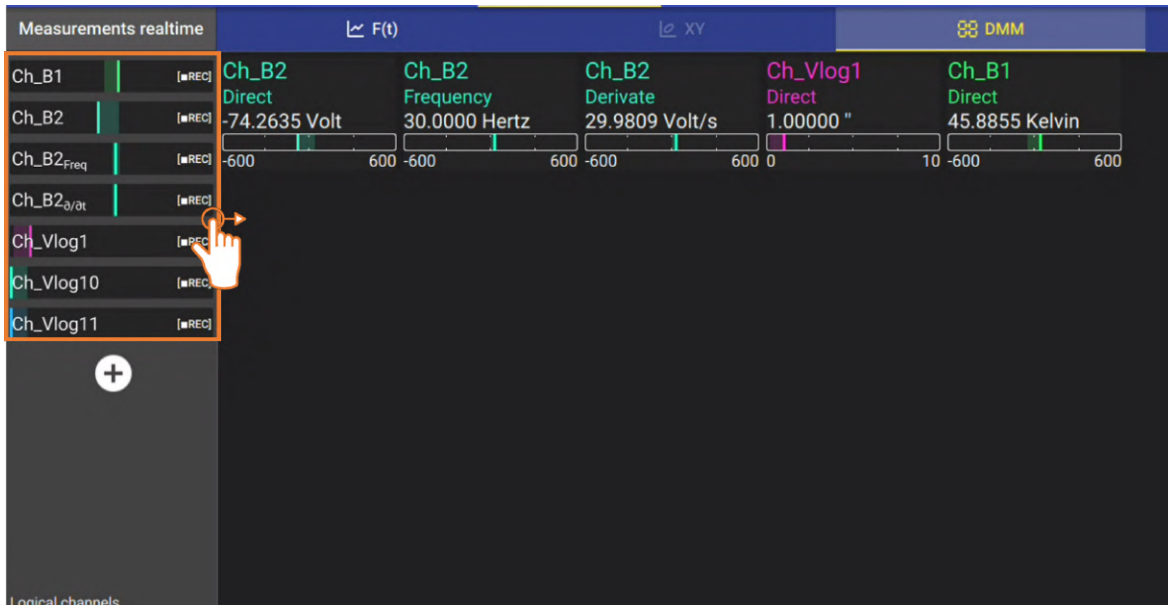 Measurements realtime
F(t)
XY
DMM
Ch_B1 [■REC]
Ch_B2 [■REC]
Ch_B2Freq [■REC]
Ch_B2∂/∂t [■REC]
Ch_Vlog1
Ch_Vlog10 [■REC]
Ch_Vlog11 [■REC]
Ch_B2
Direct
-74.2635 Volt
-600 600
Ch_B2
Frequency
30.0000 Hertz
-600 600
Ch_B2
Derivate
29.9809 Volt/s
-600 600
Ch_Vlog1
Direct
1.00000 "
0 10
Ch_B1
Direct
45.8855 Kelvin
-600 600
Logical channels